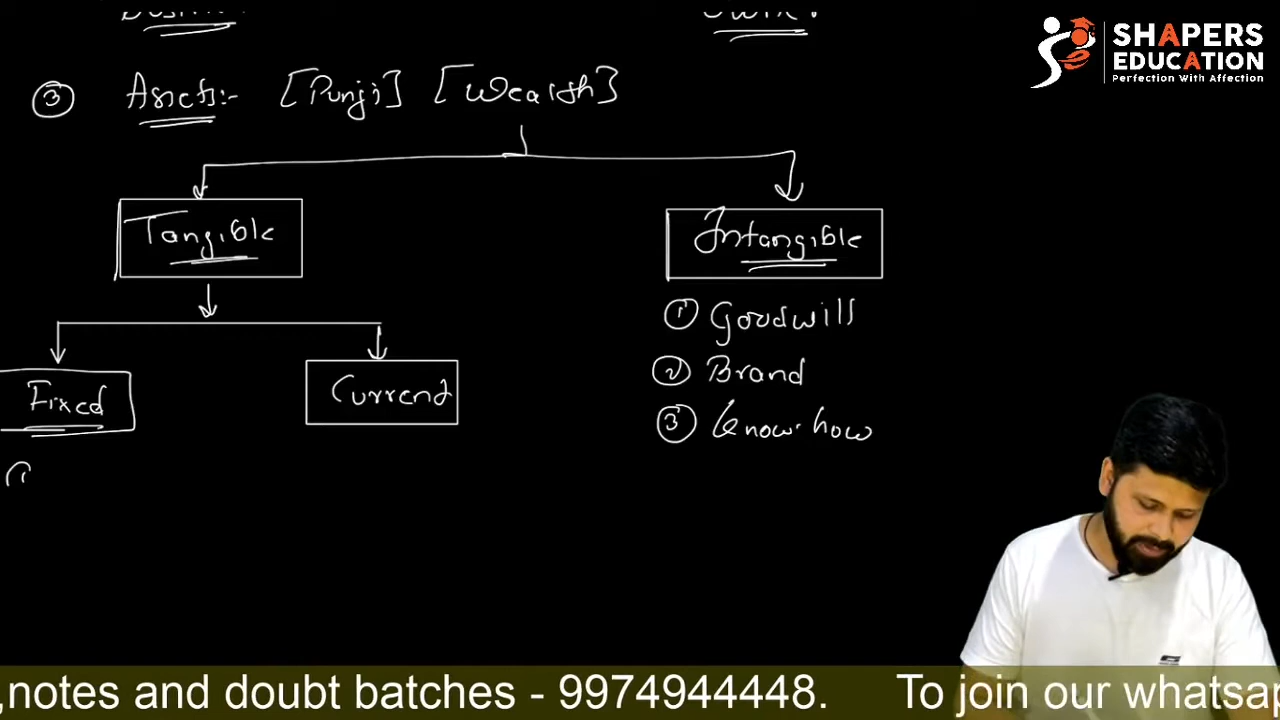 SHAPERS
EDUCATION
Perfection With Affection
③ Assets:- [Punji] [Wealth]
Tangible
Intangible
① Goodwill
② Brand
③ know-how
Fixed
Current
,notes and doubt batches - 9974944448. To join our whatsap